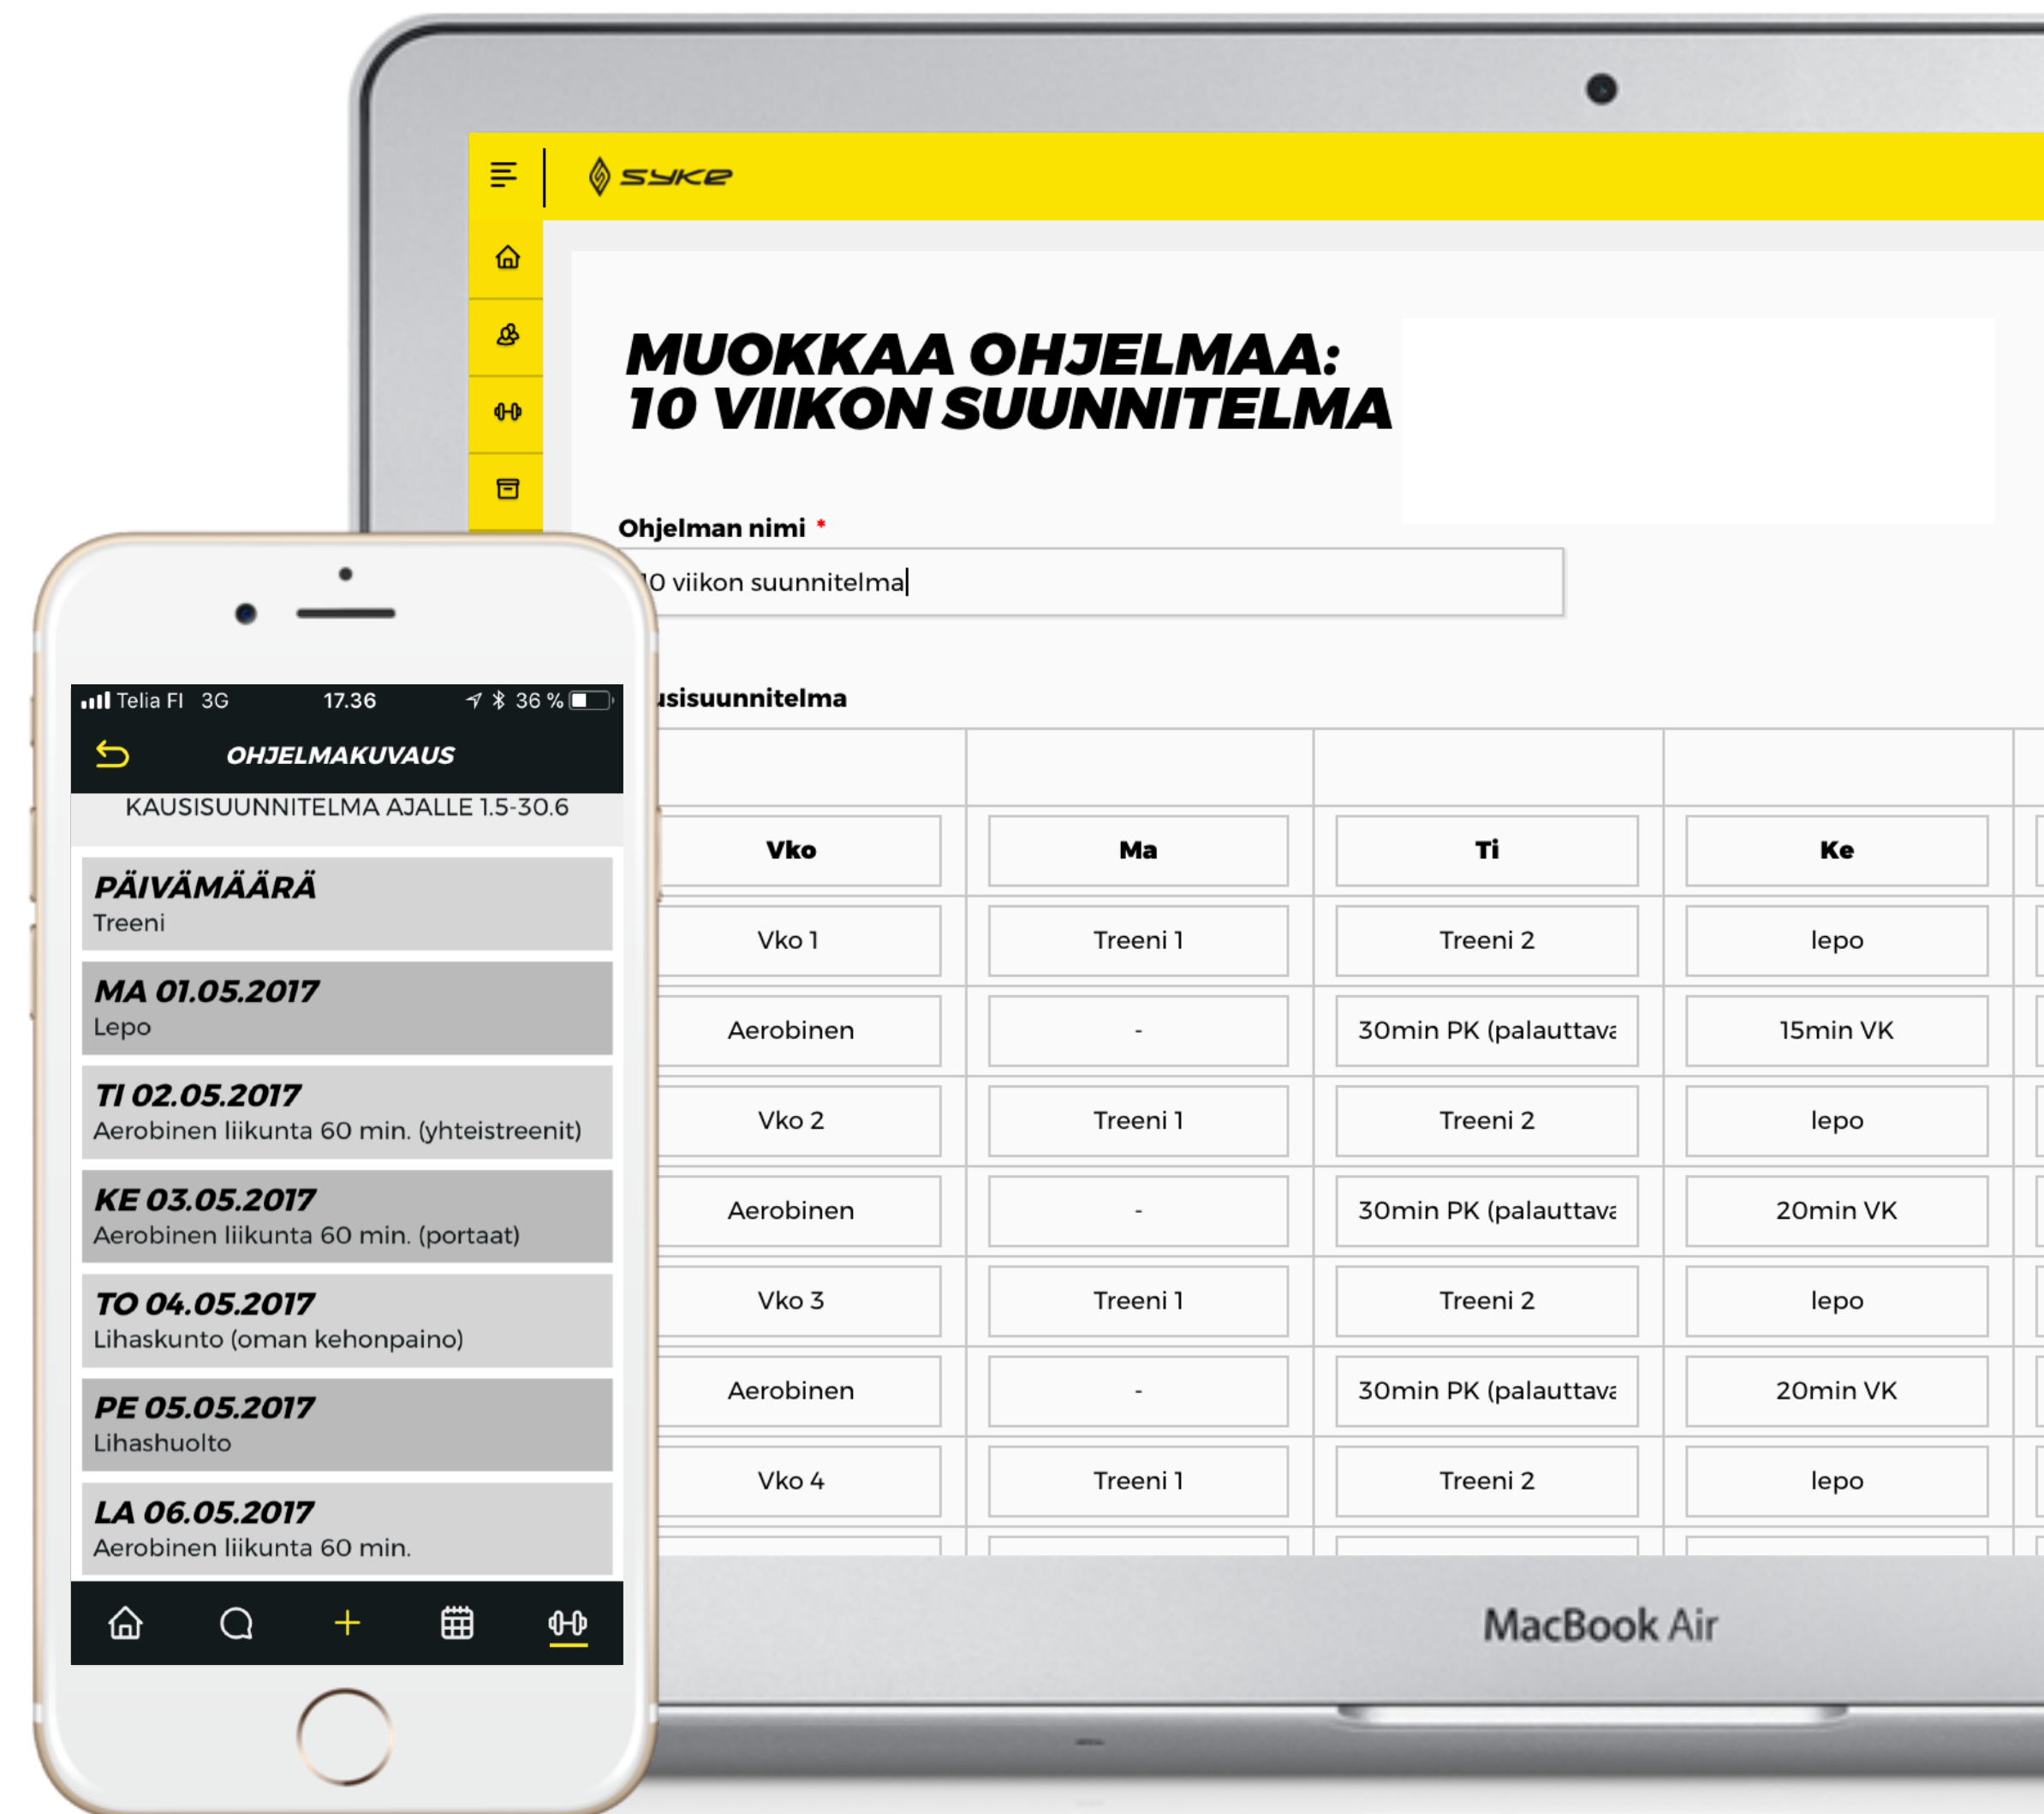 SYKE
MUOKKAA OHJELMAA:
10 VIIKON SUUNNITELMA
Ohjelman nimi *
10 viikon suunnitelma
usisuunnitelma
Vko Ma Ti Ke
Vko 1 Treeni 1 Treeni 2 lepo
Aerobinen - 30min PK (palauttava 15min VK
Vko 2 Treeni 1 Treeni 2 lepo
Aerobinen - 30min PK (palauttava 20min VK
Vko 3 Treeni 1 Treeni 2 lepo
Aerobinen - 30min PK (palauttava 20min VK
Vko 4 Treeni 1 Treeni 2 lepo
MacBook Air
Telia FI 3G 17.36 36 %
OHJELMAKUVAUS
KAUSISUUNNITELMA AJALLE 1.5-30.6
PÄIVÄMÄÄRÄ
Treeni
MA 01.05.2017
Lepo
TI 02.05.2017
Aerobinen liikunta 60 min. (yhteistreenit)
KE 03.05.2017
Aerobinen liikunta 60 min. (portaat)
TO 04.05.2017
Lihaskunto (oman kehonpaino)
PE 05.05.2017
Lihashuolto
LA 06.05.2017
Aerobinen liikunta 60 min.